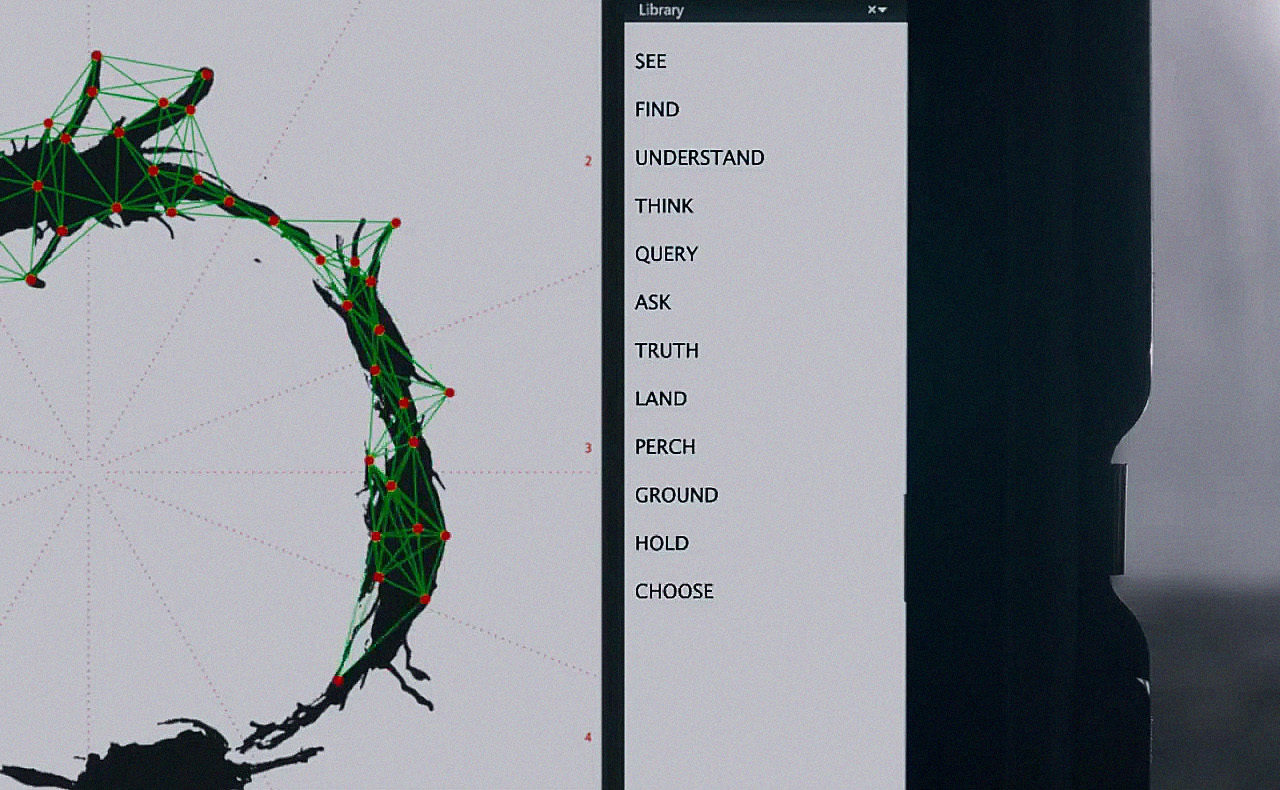 Library
SEE
FIND
UNDERSTAND
THINK
QUERY
ASK
TRUTH
LAND
PERCH
GROUND
HOLD
CHOOSE
2
3
4